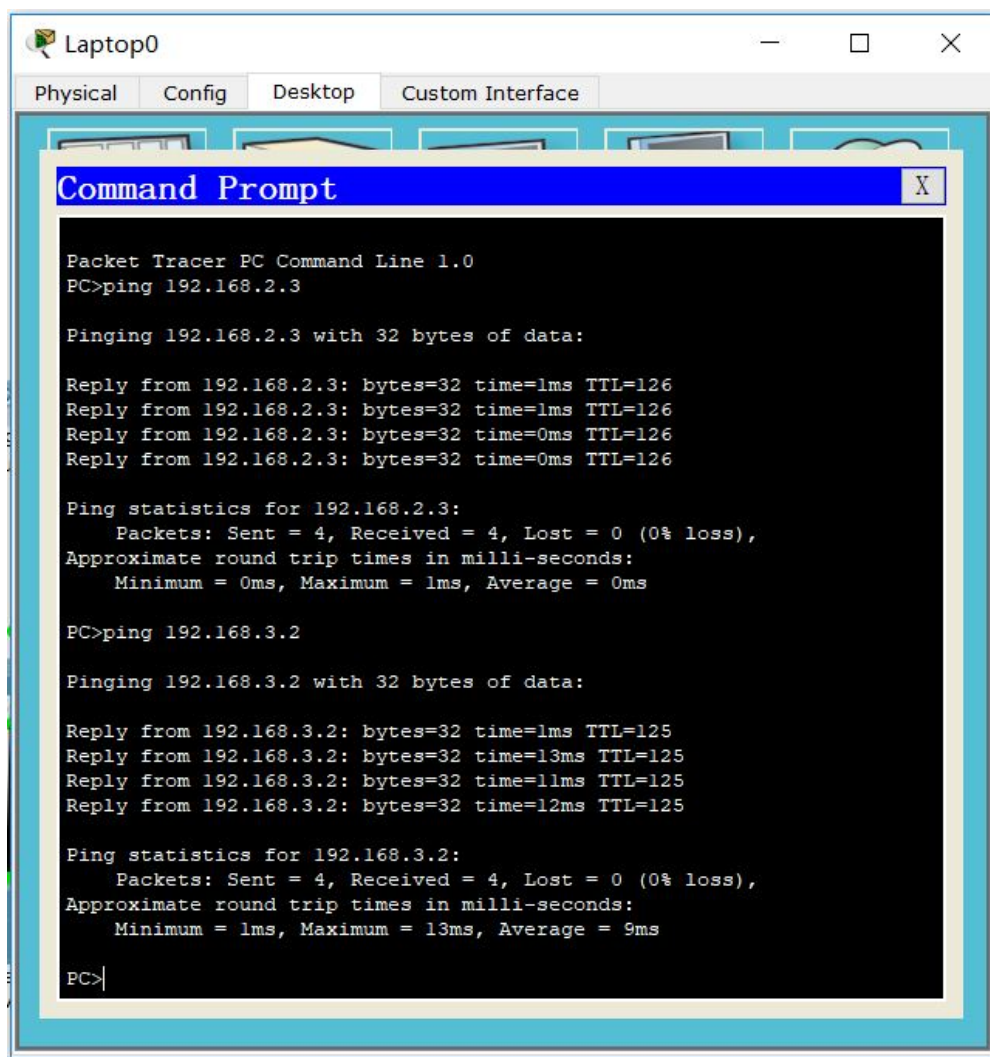 Laptop0
Physical Config Desktop Custom Interface
Command Prompt X
Packet Tracer PC Command Line 1.0
PC>ping 192.168.2.3
Pinging 192.168.2.3 with 32 bytes of data:
Reply from 192.168.2.3: bytes=32 time=1ms TTL=126
Reply from 192.168.2.3: bytes=32 time=1ms TTL=126
Reply from 192.168.2.3: bytes=32 time=0ms TTL=126
Reply from 192.168.2.3: bytes=32 time=0ms TTL=126
Ping statistics for 192.168.2.3:
Packets: Sent = 4, Received = 4, Lost = 0 (0% loss),
Approximate round trip times in milli-seconds:
Minimum = 0ms, Maximum = 1ms, Average = 0ms
PC>ping 192.168.3.2
Pinging 192.168.3.2 with 32 bytes of data:
Reply from 192.168.3.2: bytes=32 time=1ms TTL=125
Reply from 192.168.3.2: bytes=32 time=13ms TTL=125
Reply from 192.168.3.2: bytes=32 time=11ms TTL=125
Reply from 192.168.3.2: bytes=32 time=12ms TTL=125
Ping statistics for 192.168.3.2:
Packets: Sent = 4, Received = 4, Lost = 0 (0% loss),
Approximate round trip times in milli-seconds:
Minimum = 1ms, Maximum = 13ms, Average = 9ms
PC>